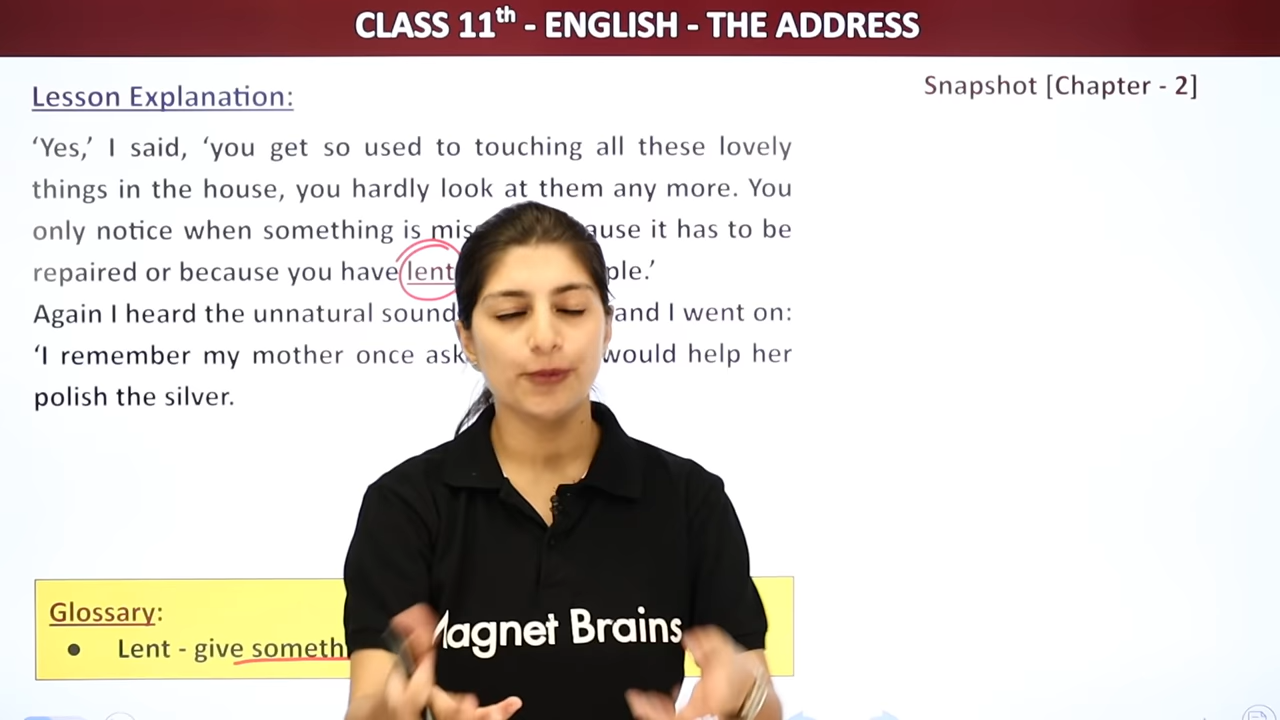 CLASS 11th - ENGLISH - THE ADDRESS
Lesson Explanation:
Snapshot [Chapter - 2]
‘Yes,’ I said, ‘you get so used to touching all these lovely
things in the house, you hardly look at them any more. You
only notice when something is it has to be
repaired or because you have lent
Again I heard the unnatural sound and I went on:
‘I remember my mother once would help her
polish the silver.
Glossary:
● Lent - give
Magnet Brains